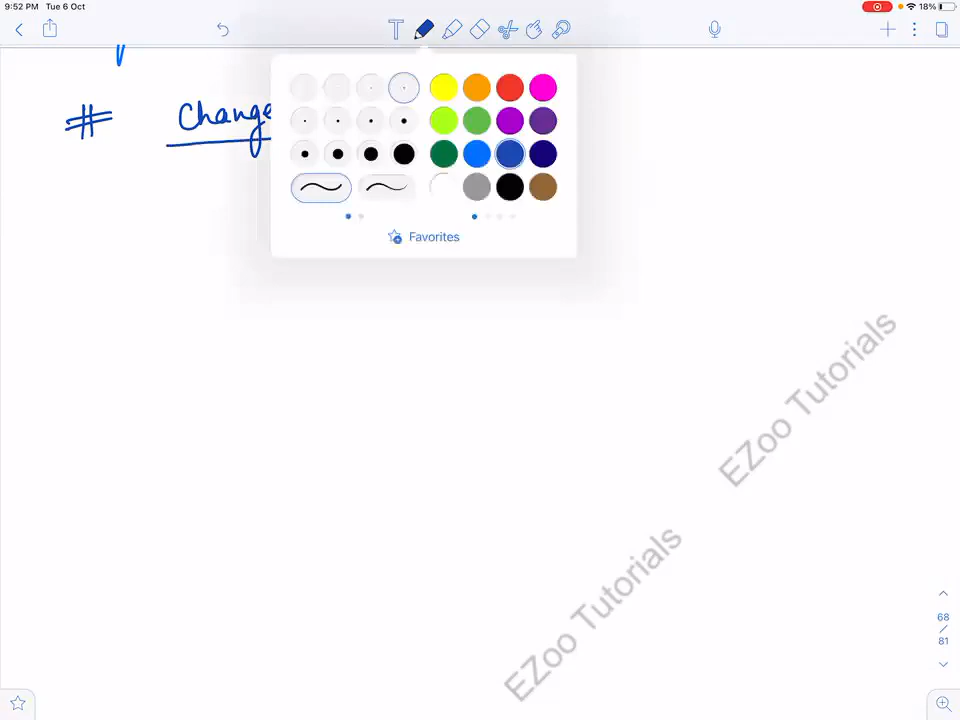 9:52 PM Tue 6 Oct
18%
T
# Change
Favorites
EZoo Tutorials
EZoo Tutorials
68
/
81